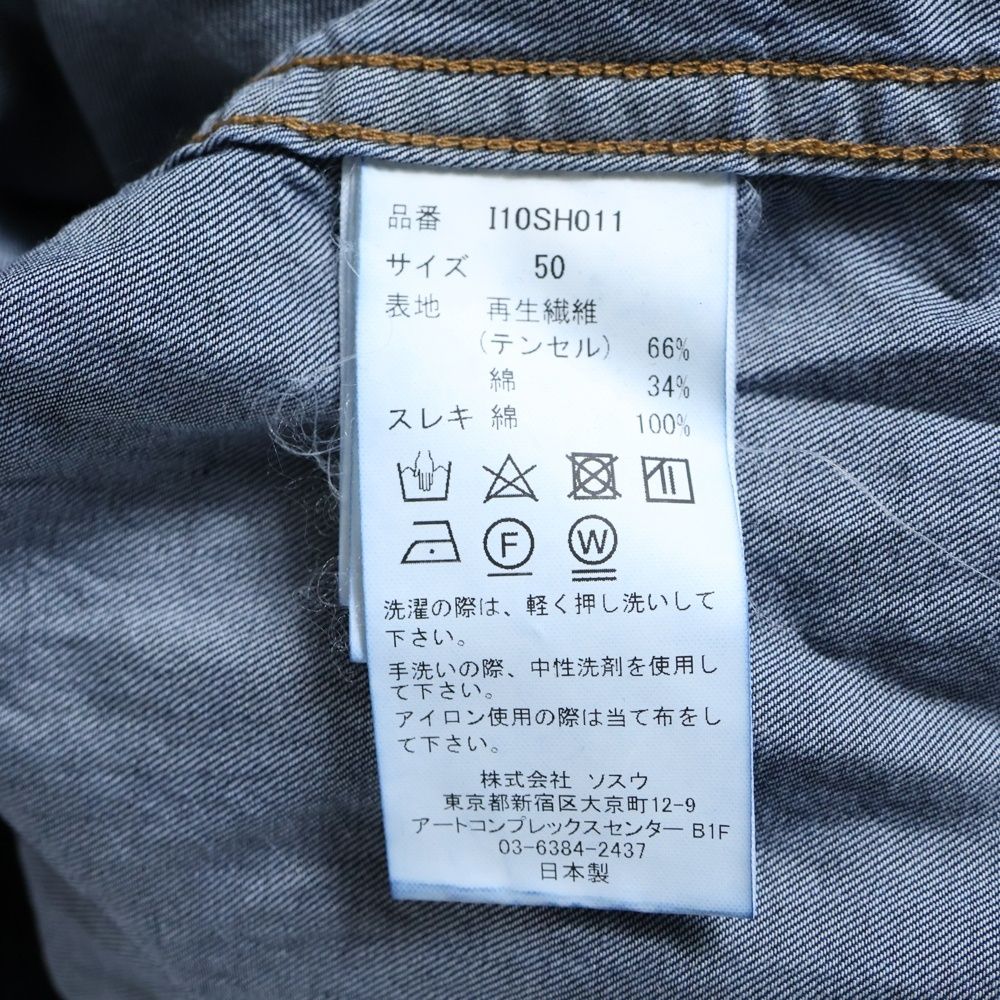 品番 I10SH011
サイズ 50
表地 再生繊維
(テンセル) 66%
綿 34%
スレキ 綿 100%
F W
洗濯の際は、軽く押し洗いして
下さい。
手洗いの際、中性洗剤を使用し
て下さい。
アイロン使用の際は当て布をし
て下さい。
株式会社 ソスウ
東京都新宿区大京町12-9
アートコンプレックスセンター B1F
03-6384-2437
日本製